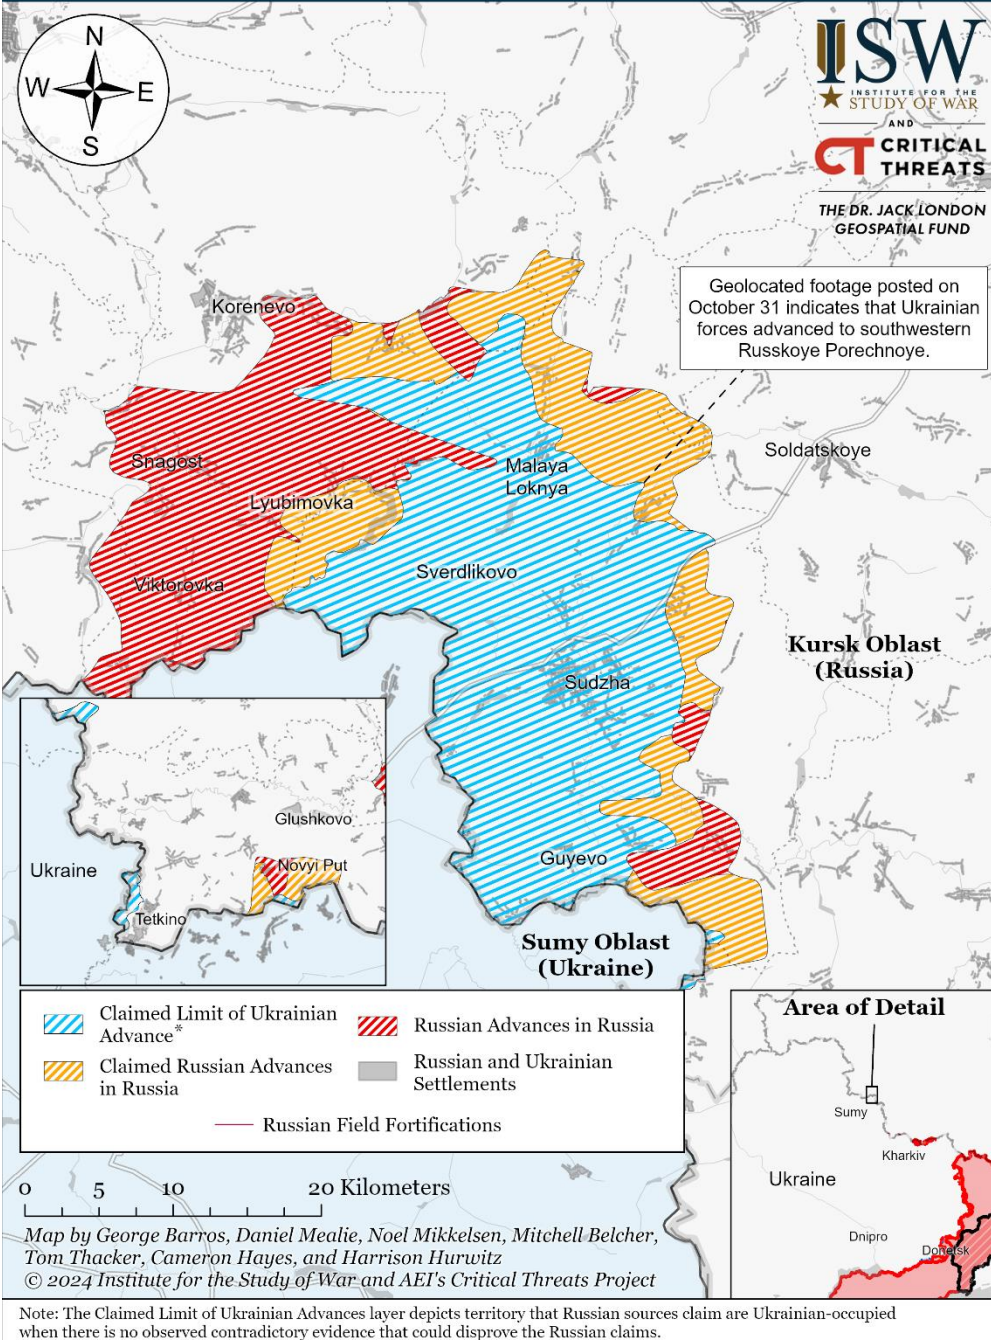 N
W
E
S
ISW
INSTITUTE FOR THE
STUDY OF WAR
AND
CT CRITICAL
THREATS
THE DR. JACK LONDON
GEOSPATIAL FUND
Geolocated footage posted on
October 31 indicates that Ukrainian
forces advanced to southwestern
Russkoye Porechnoye.
Korenevo
Snagost
Malaya
Loknya
Soldatskoye
Lyubimovka
Sverdlikovo
Viktorovka
Kursk Oblast
(Russia)
Sudzha
Guyevo
Sumy Oblast
(Ukraine)
Glushkovo
Ukraine
Novyi Put
Tetkino
Claimed Limit of Ukrainian
Advance*
Russian Advances in Russia
Claimed Russian Advances
in Russia
Russian and Ukrainian
Settlements
Russian Field Fortifications
Area of Detail
Sumy
Kharkiv
Ukraine
Dnipro
Donetsk
0 5 10 20 Kilometers
Map by George Barros, Daniel Mealie, Noel Mikkelsen, Mitchell Belcher,
Tom Thacker, Cameron Hayes, and Harrison Hurwitz
© 2024 Institute for the Study of War and AEI's Critical Threats Project
Note: The Claimed Limit of Ukrainian Advances layer depicts territory that Russian sources claim are Ukrainian-occupied
when there is no observed contradictory evidence that could disprove the Russian claims.